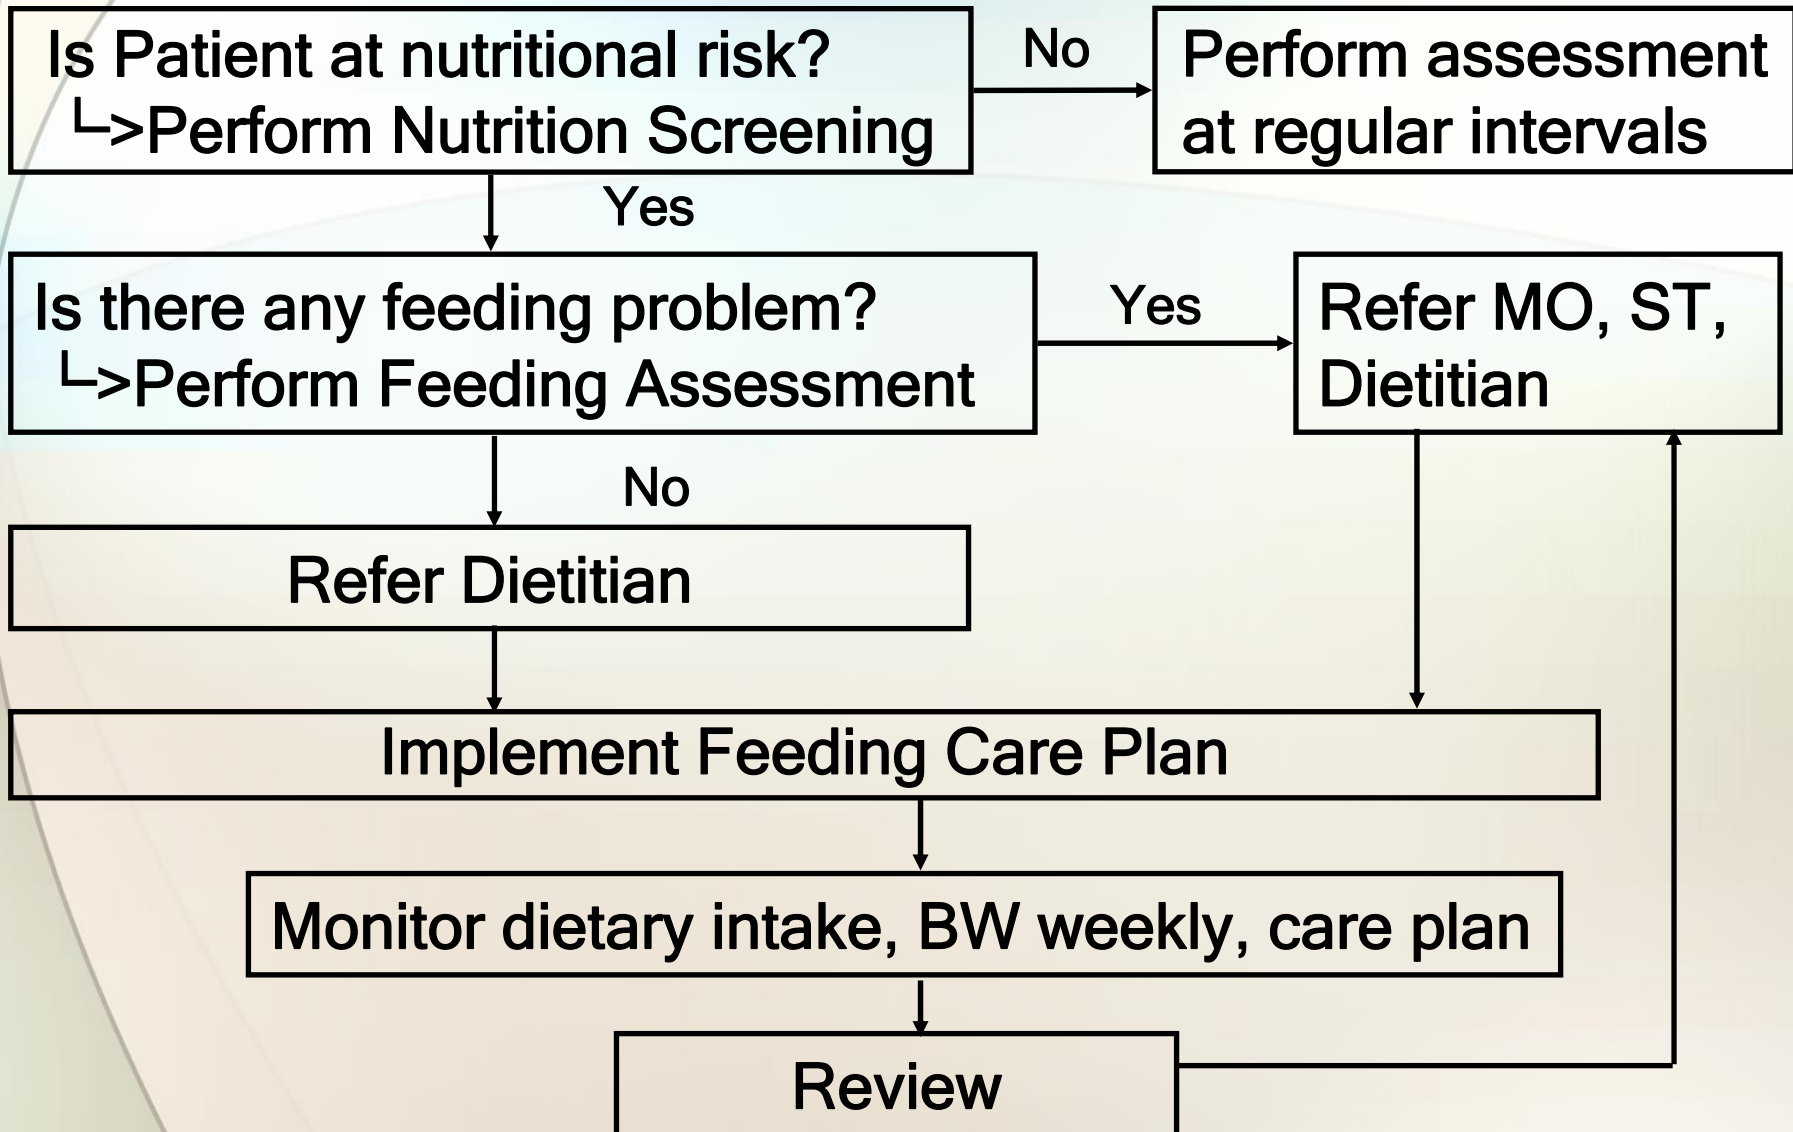 Is Patient at nutritional risk?
└>Perform Nutrition Screening
No
Perform assessment
at regular intervals
Yes
Is there any feeding problem?
└>Perform Feeding Assessment
Yes
Refer MO, ST,
Dietitian
No
Refer Dietitian
Implement Feeding Care Plan
Monitor dietary intake, BW weekly, care plan
Review